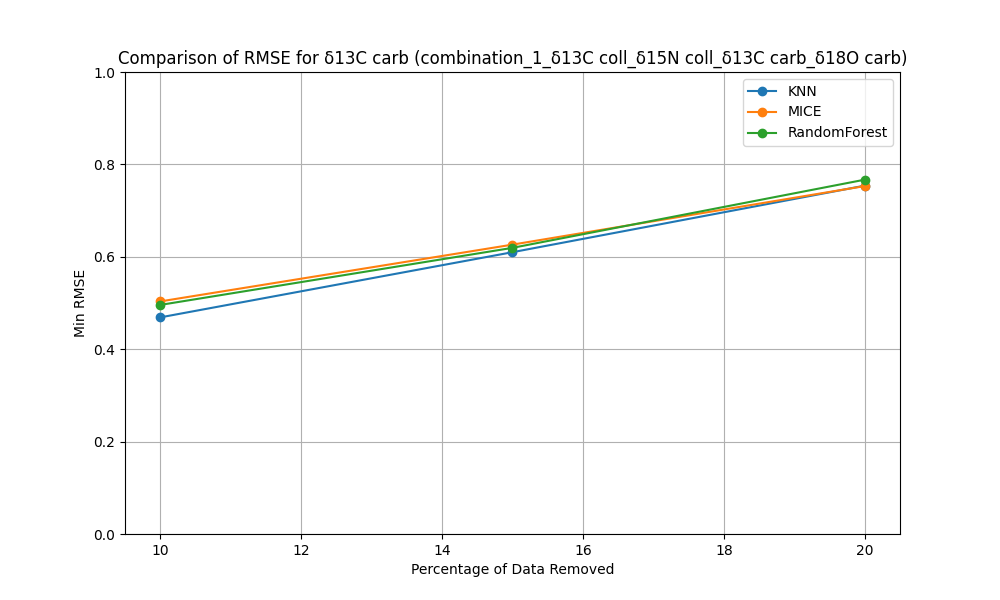 Comparison of RMSE for δ13C carb (combination_1_δ13C coll_δ15N coll_δ13C carb_δ18O carb)
1.0
0.8
0.6
0.4
0.2
0.0
Min RMSE
KNN
MICE
RandomForest
10 12 14 16 18 20
Percentage of Data Removed